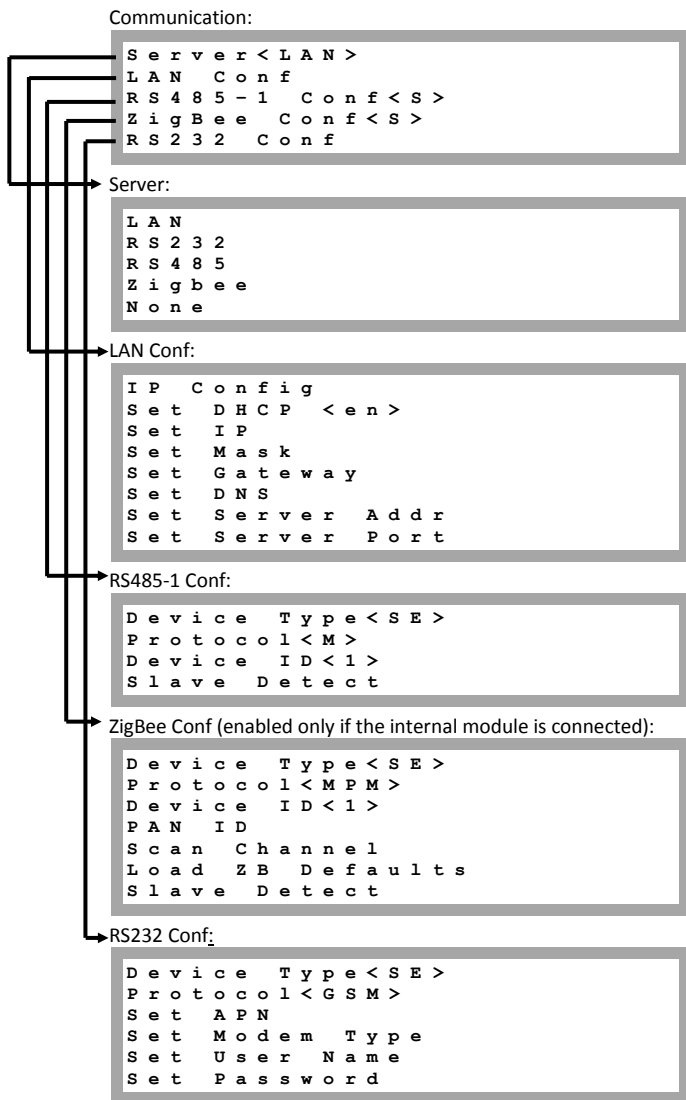 Communication:
Server<LAN>
LAN Conf
RS485-1 Conf<S>
ZigBee Conf<S>
RS232 Conf
Server:
LAN
RS232
RS485
Zigbee
None
LAN Conf:
IP Config
Set DHCP <en>
Set IP
Set Mask
Set Gateway
Set DNS
Set Server Addr
Set Server Port
RS485-1 Conf:
Device Type<SE>
Protocol<M>
Device ID<1>
Slave Detect
ZigBee Conf (enabled only if the internal module is connected):
Device Type<SE>
Protocol<MPM>
Device ID<1>
PAN ID
Scan Channel
Load ZB Defaults
Slave Detect
RS232 Conf:
Device Type<SE>
Protocol<GSM>
Set APN
Set Modem Type
Set User Name
Set Password